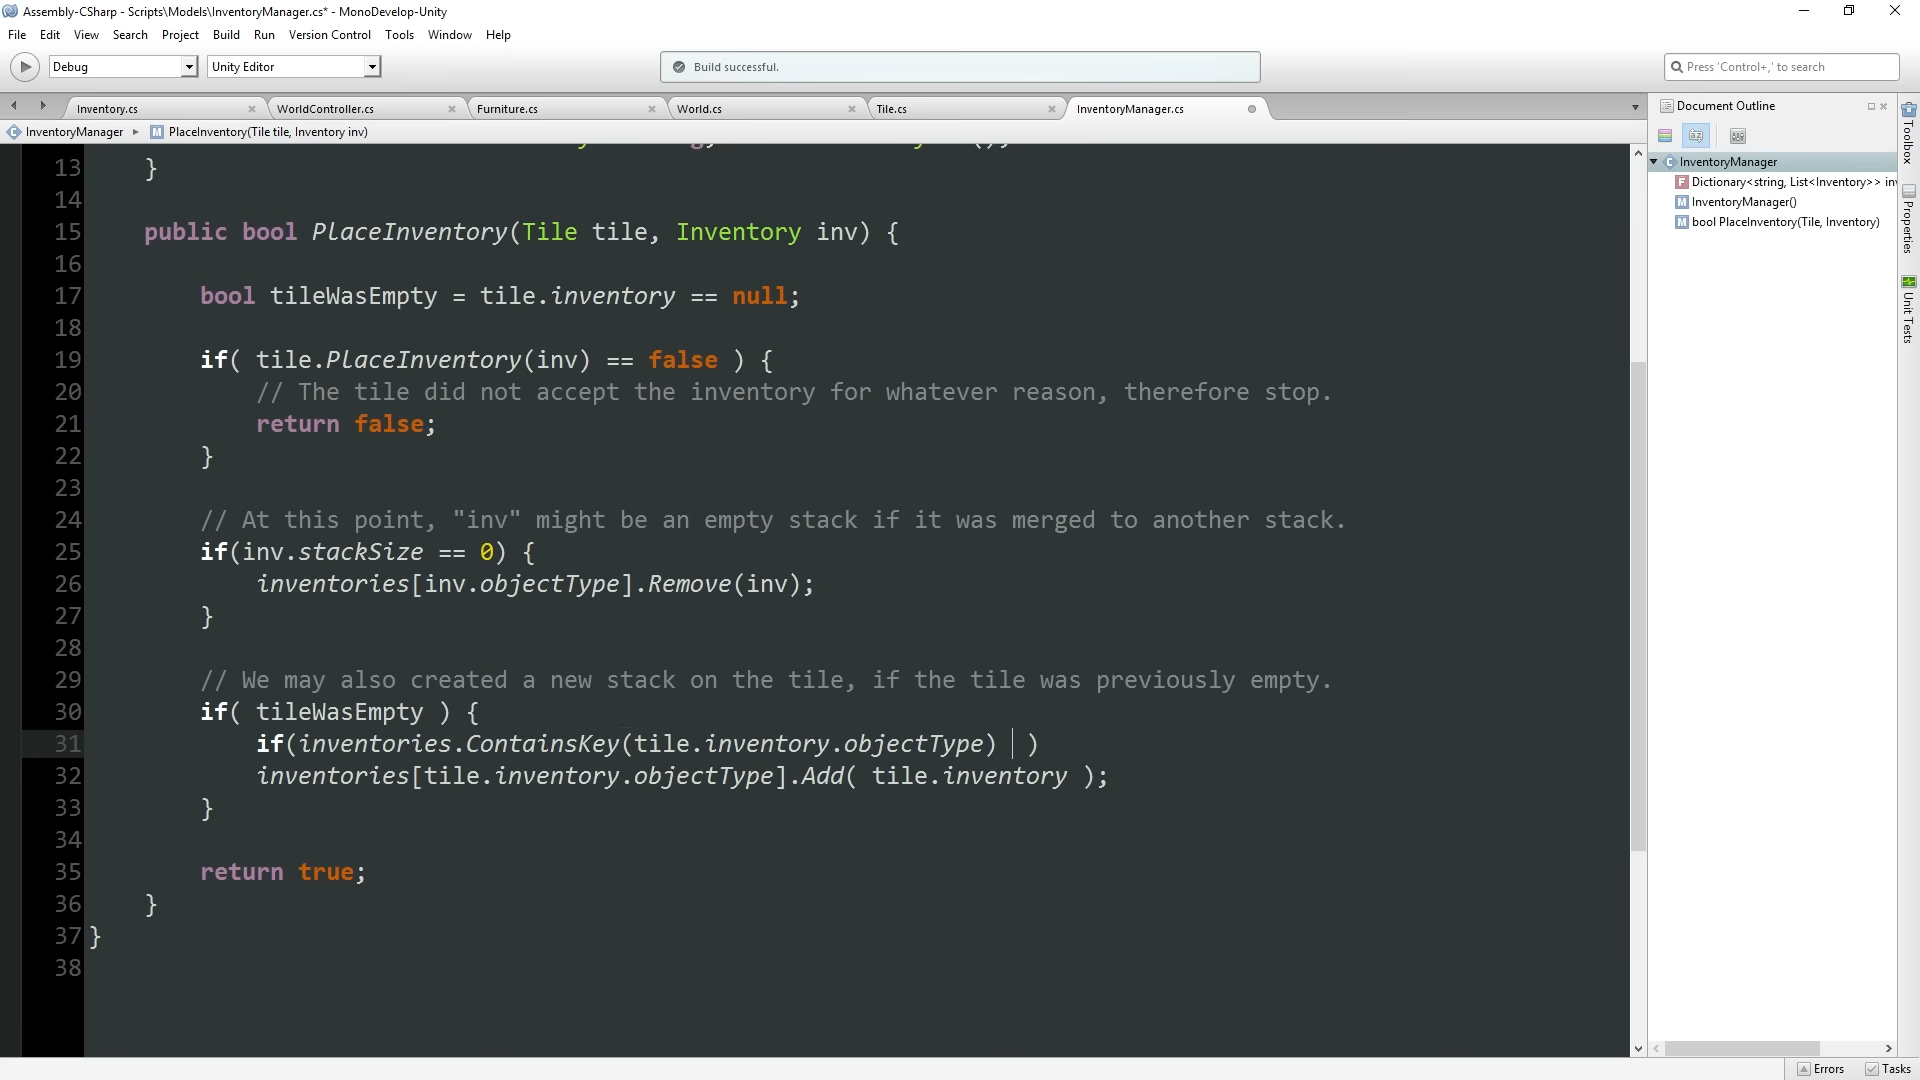 Assembly-CSharp - Scripts\Models\InventoryManager.cs* - MonoDevelop-Unity
File Edit View Search Project Build Run Version Control Tools Window Help
Debug Unity Editor Build successful. Press 'Control+,' to search
Inventory.cs WorldController.cs Furniture.cs World.cs Tile.cs InventoryManager.cs
InventoryManager PlaceInventory(Tile tile, Inventory inv)
13 }
14
15 public bool PlaceInventory(Tile tile, Inventory inv) {
16
17 bool tileWasEmpty = tile.inventory == null;
18
19 if( tile.PlaceInventory(inv) == false ) {
20 // The tile did not accept the inventory for whatever reason, therefore stop.
21 return false;
22 }
23
24 // At this point, "inv" might be an empty stack if it was merged to another stack.
25 if(inv.stackSize == 0) {
26 inventories[inv.objectType].Remove(inv);
27 }
28
29 // We may also created a new stack on the tile, if the tile was previously empty.
30 if( tileWasEmpty ) {
31 if(inventories.ContainsKey(tile.inventory.objectType) )
32 inventories[tile.inventory.objectType].Add( tile.inventory );
33 }
34
35 return true;
36 }
37 }
38
Document Outline
InventoryManager
Dictionary<string, List<Inventory>> inv
InventoryManager()
bool PlaceInventory(Tile, Inventory)
Toolbox
Properties
Unit Tests
Errors Tasks